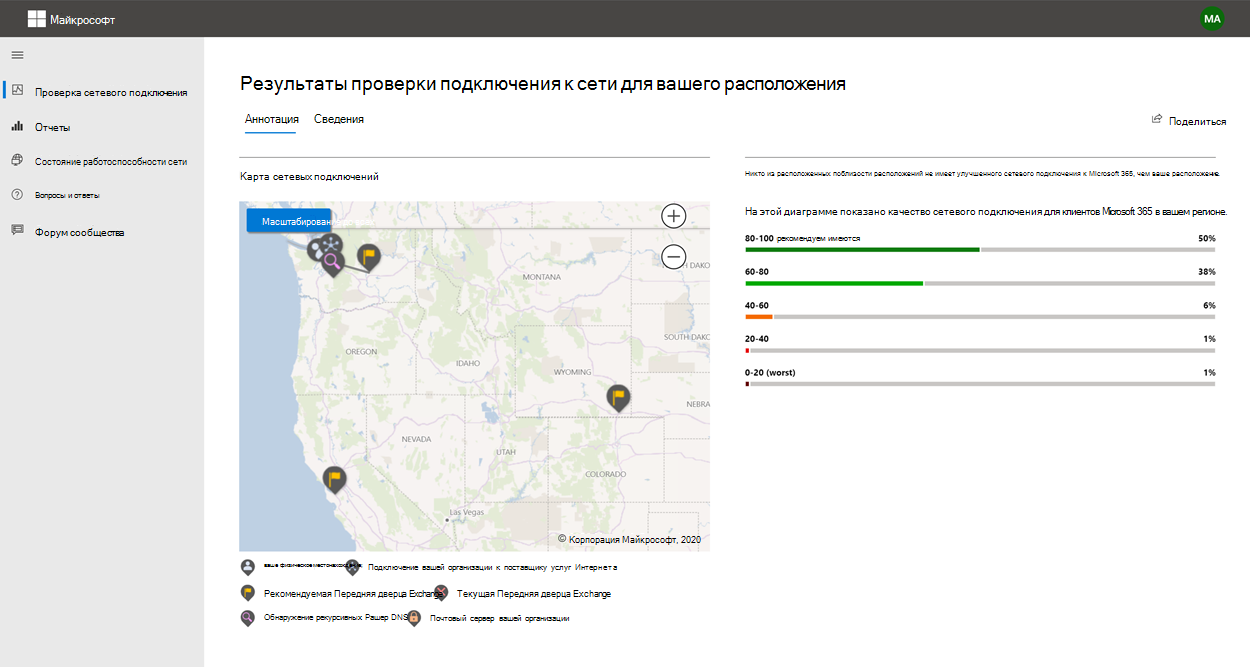 Майкрософт
MA
Проверка сетевого подключения
Отчеты
Состояние работоспособности сети
Вопросы и ответы
Форум сообщества
Результаты проверки подключения к сети для вашего расположения
Аннотация Сведения
Поделиться
Карта сетевых подключений
Масштабирован
MONTANA
DAKO
OREGON
IDAHO
SOUTH DAKC
WYOMING
NEBRA
NEVADA
UTAH
COLORADO
Las Vegas
© Корпорация Майкрософт, 2020
ваше физическое местонахождение
Подключение вашей организации к поставщику услуг Интернета
Рекомендуемая Передняя дверца Exchange
Текущая Передняя дверца Exchange
Обнаружение рекурсивных Рашер DNS
Почтовый сервер вашей организации
Никто из расположенных поблизости расположений не имеет улучшенного сетевого подключения к Microsoft 365, чем ваше расположение.
На этой диаграмме показано качество сетевого подключения для клиентов Microsoft 365 в вашем регионе.
80-100 рекомендуем имеются 50%
60-80 38%
40-60 6%
20-40 1%
0-20 (worst) 1%